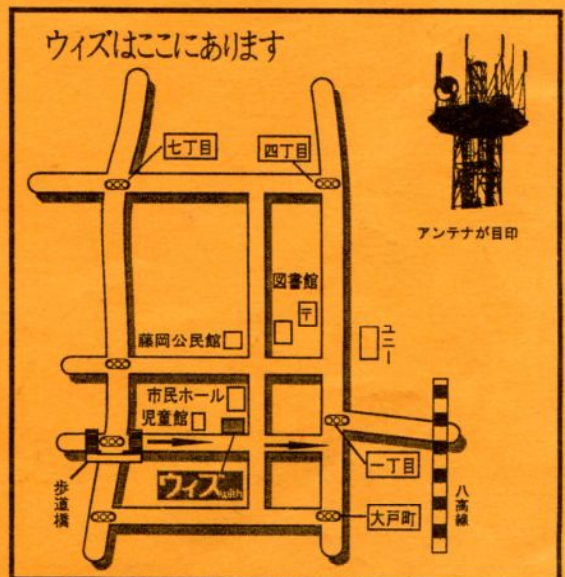 ウィズはここにあります
七丁目
四丁目
アンテナが目印
図書館
〒
藤岡公民館
ユニー
市民ホール
児童館
ウィズ with
一丁目
歩道橋
大戸町
八高線